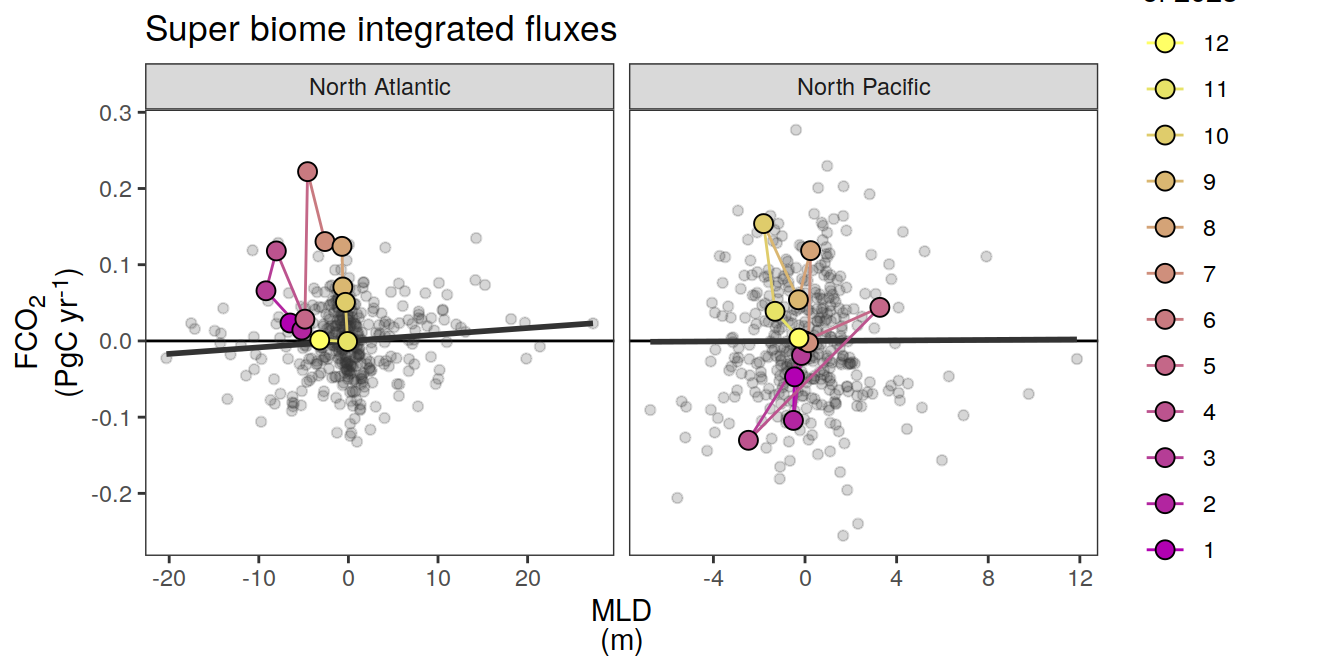 Super biome integrated fluxes
North Atlantic
North Pacific
0.3
0.2
0.1
0.0
-0.1
-0.2
FCO₂
(PgC yr⁻¹)
-20 -10 0 10 20
-4 0 4 8 12
MLD
(m)
12
11
10
9
8
7
6
5
4
3
2
1